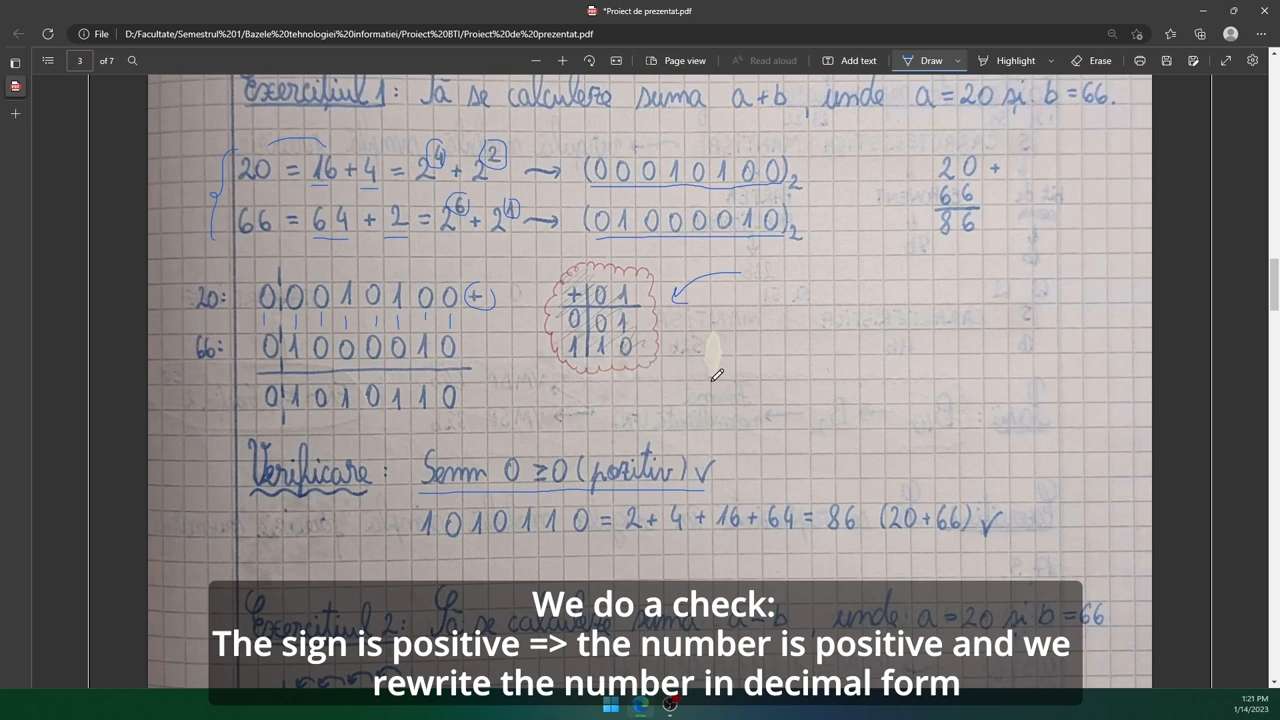 *Proiect de prezentat.pdf
File D:/Facultate/Semestrul%201/Bazele%20tehnologiei%20informatiei/Proiect%20BTI/Proiect%20de%20prezentat.pdf
3 of 7 Page view Read aloud Add text Draw Highlight Erase
Exercițiul 1: Să se calculeze suma a+b, unde a=20 și b=66.
20 = 16+4 = 2^4 + 2^2 → (00010100)2
20 +
66
86
66 = 64 + 2 = 2^6 + 2^1 → (01000010)2
20: 0 0 0 1 0 1 0 0 (+)
66: 0 1 0 0 0 0 1 0
0 1 0 1 0 1 1 0
+ 0 1
0 0 1
1 1 0
Verificare: Semn 0 ≥0 (pozitiv) √
1010110 = 2+4+16+64 = 86 (20+66) √
Exercițiul 2: Să se calculeze suma a-b, unde a=20 și b=66
We do a check:
The sign is positive => the number is positive and we
rewrite the number in decimal form
1:21 PM
1/14/2023